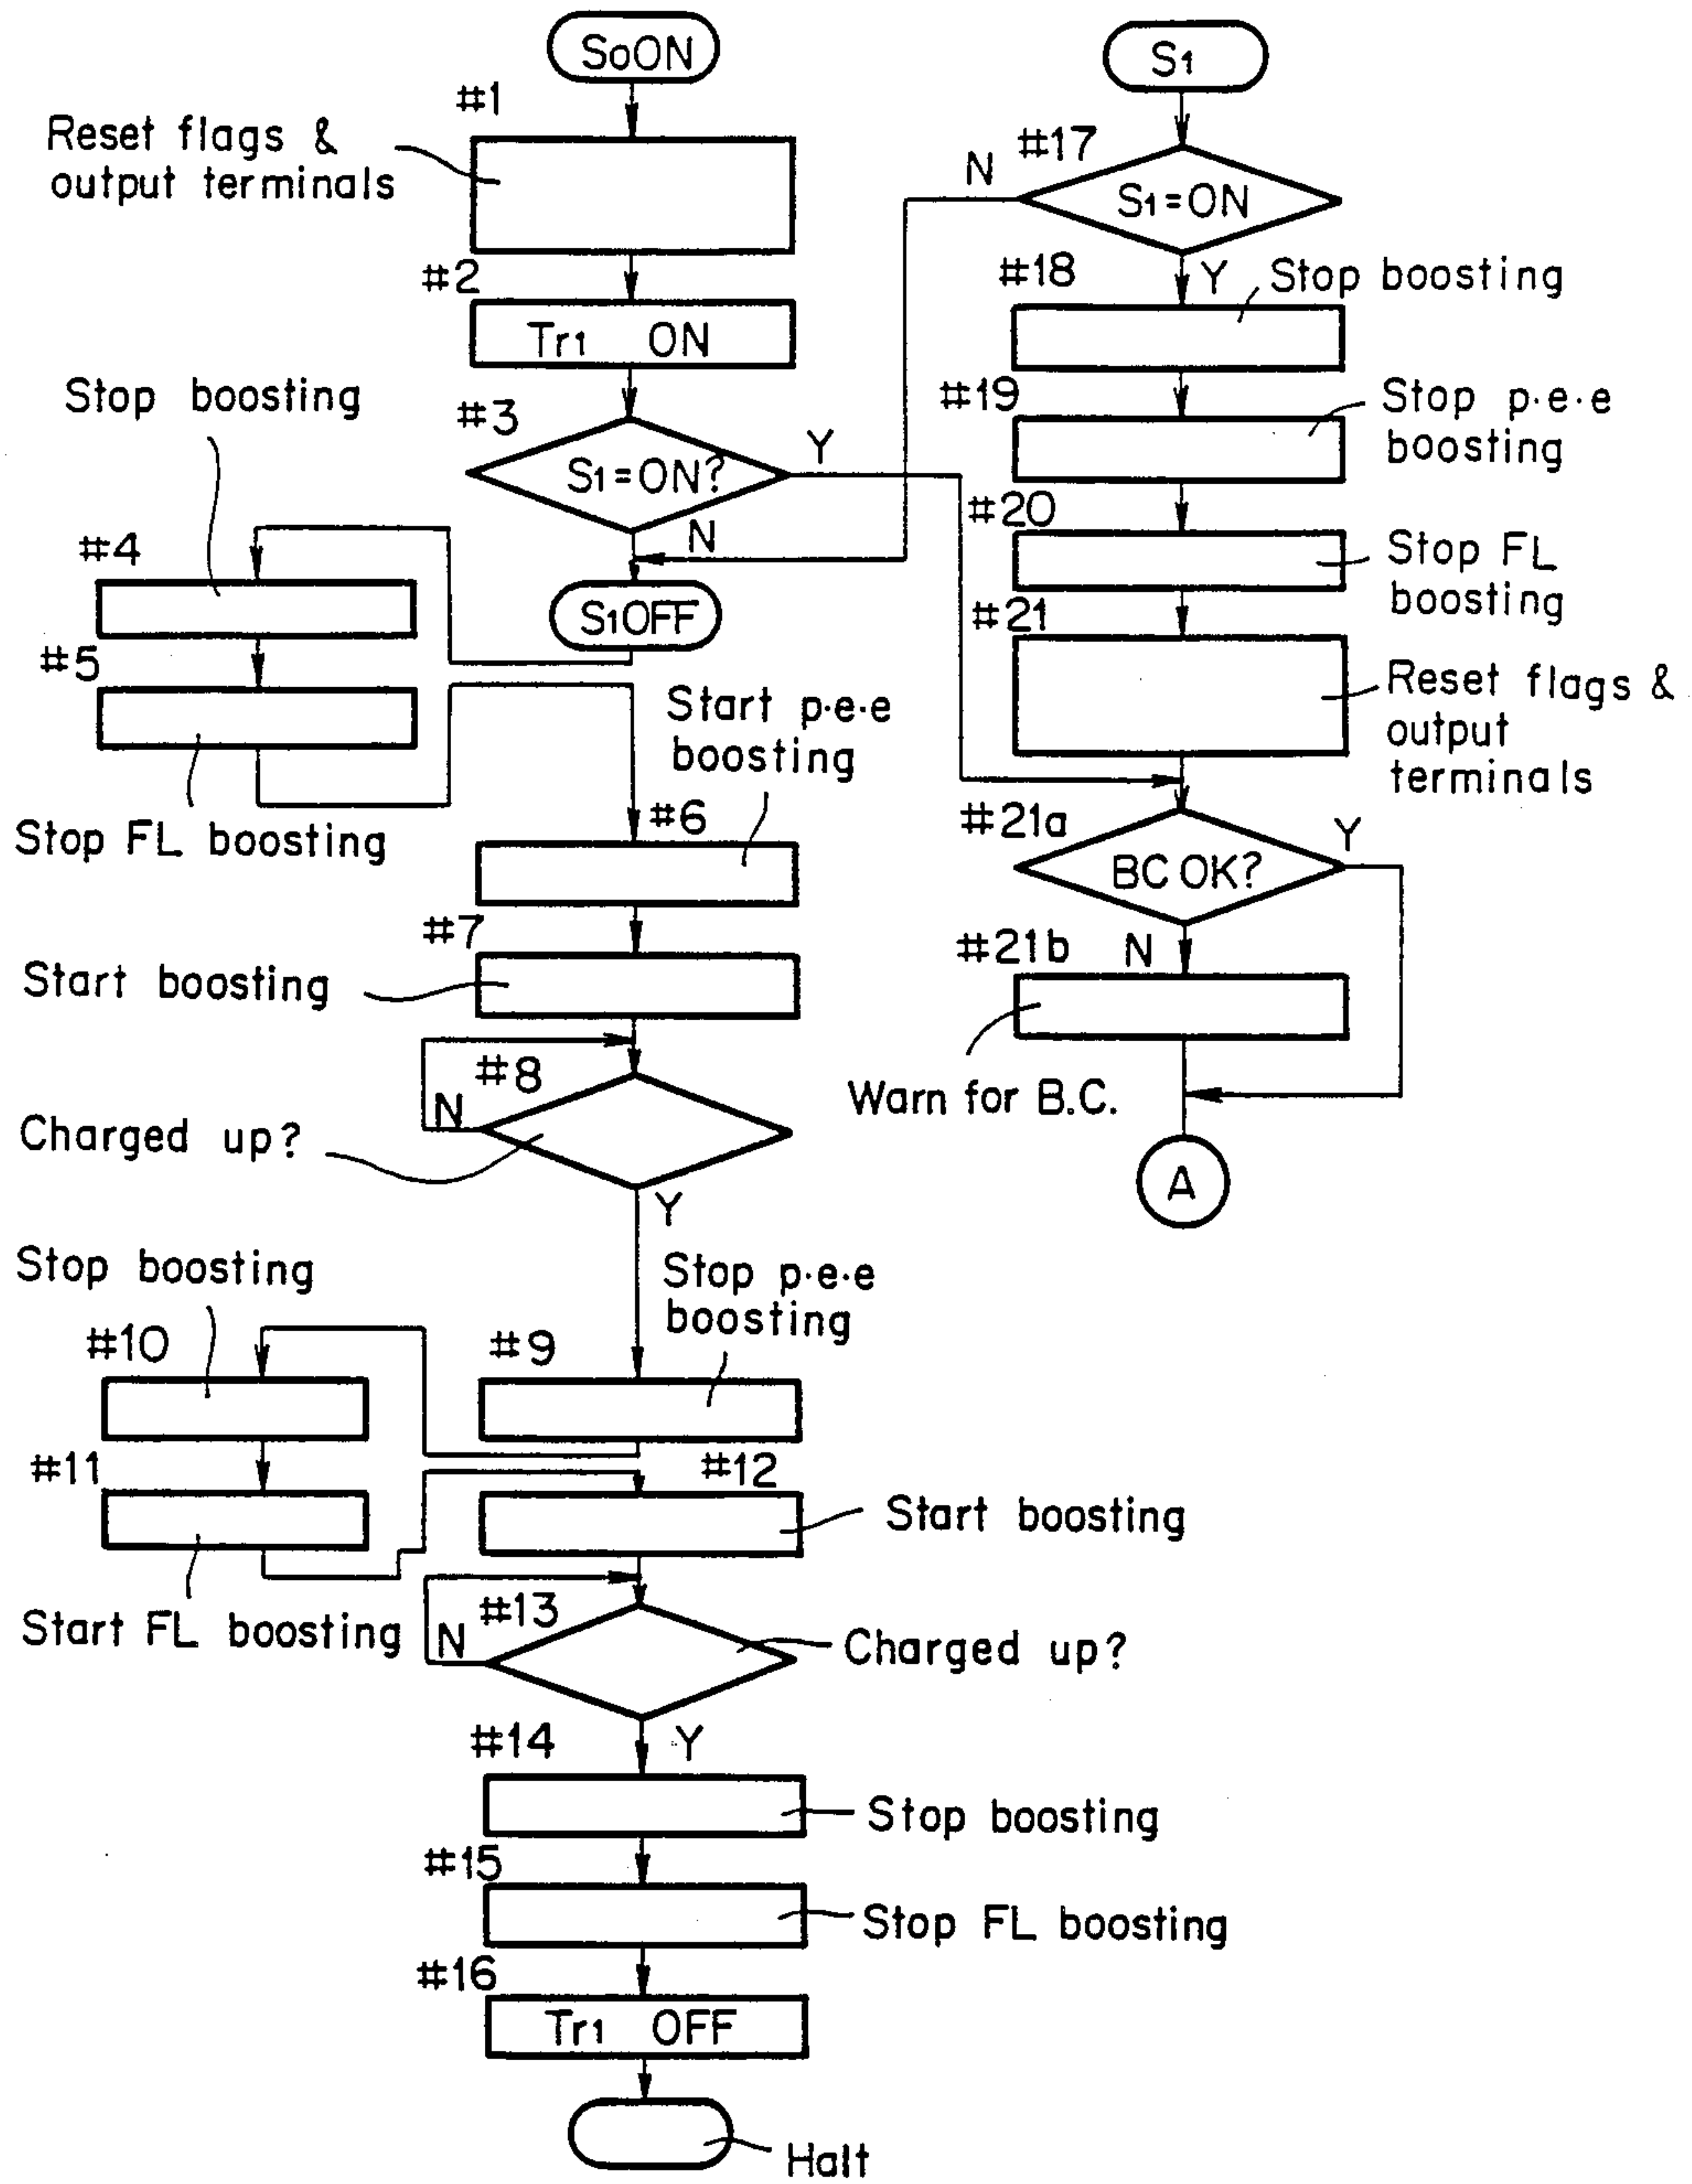 SoON
#1
Reset flags &
output terminals
#2
Tr1 ON
#3
S1=ON?
Y
N
S1OFF
Stop boosting
#4
#5
Stop FL boosting
Start p·e·e
boosting
#6
#7
Start boosting
#8
N
Charged up?
Y
Stop p·e·e
boosting
#9
Stop boosting
#10
#11
Start FL boosting
#12
Start boosting
#13
N
Charged up?
Y
#14
Stop boosting
#15
Stop FL boosting
#16
Tr1 OFF
Halt
S1
#17
N
S1=ON
Y
#18
Stop boosting
#19
Stop p·e·e
boosting
#20
Stop FL
boosting
#21
Reset flags &
output
terminals
#21a
BC OK?
Y
N
#21b
Warn for B.C.
A